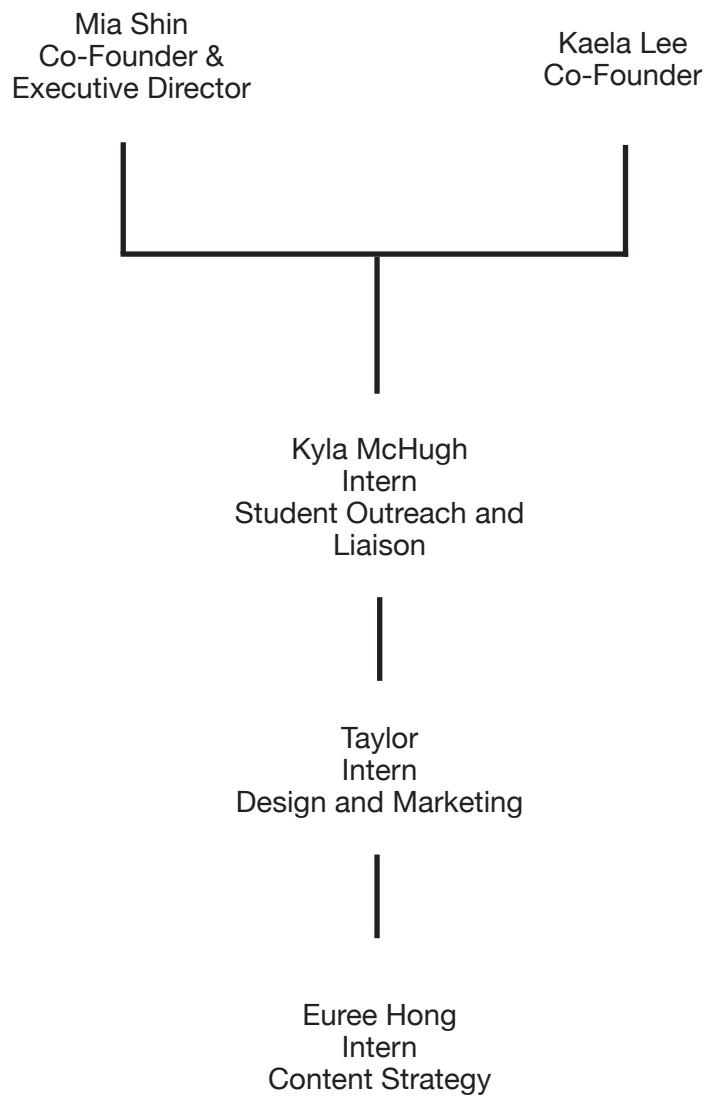 Mia Shin
Co-Founder &
Executive Director
Kaela Lee
Co-Founder
Kyla McHugh
Intern
Student Outreach and
Liaison
Taylor
Intern
Design and Marketing
Euree Hong
Intern
Content Strategy